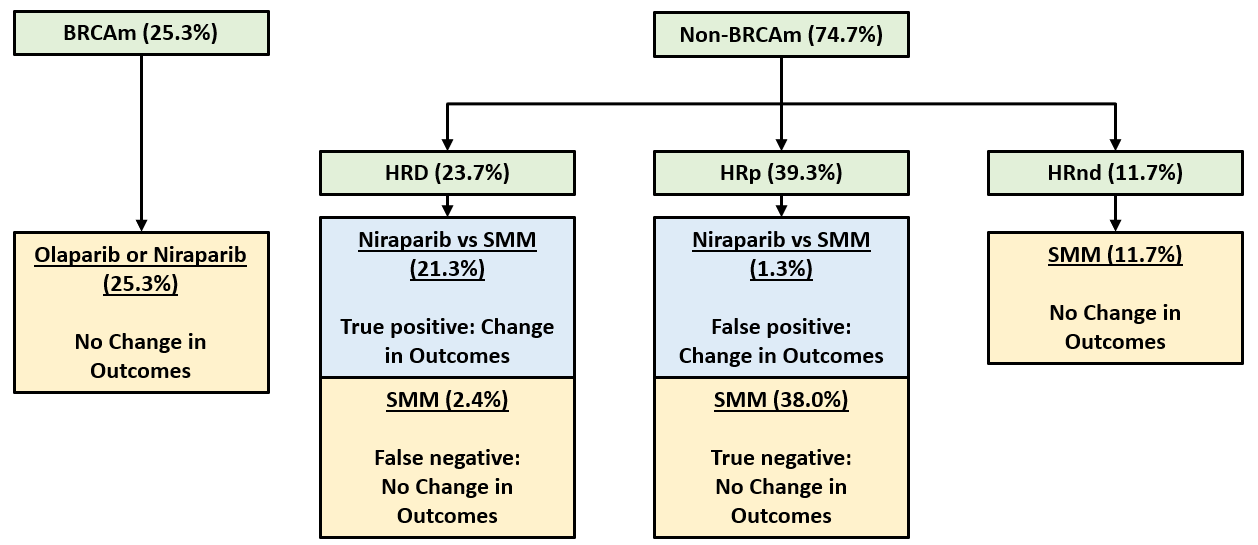 BRCAm (25.3%)
Non-BRCAm (74.7%)
HRD (23.7%)
HRp (39.3%)
HRnd (11.7%)
Olaparib or Niraparib
(25.3%)
No Change in
Outcomes
Niraparib vs SMM
(21.3%)
True positive: Change
in Outcomes
SMM (2.4%)
False negative:
No Change in
Outcomes
Niraparib vs SMM
(1.3%)
False positive:
Change in Outcomes
SMM (38.0%)
True negative:
No Change in
Outcomes
SMM (11.7%)
No Change in
Outcomes